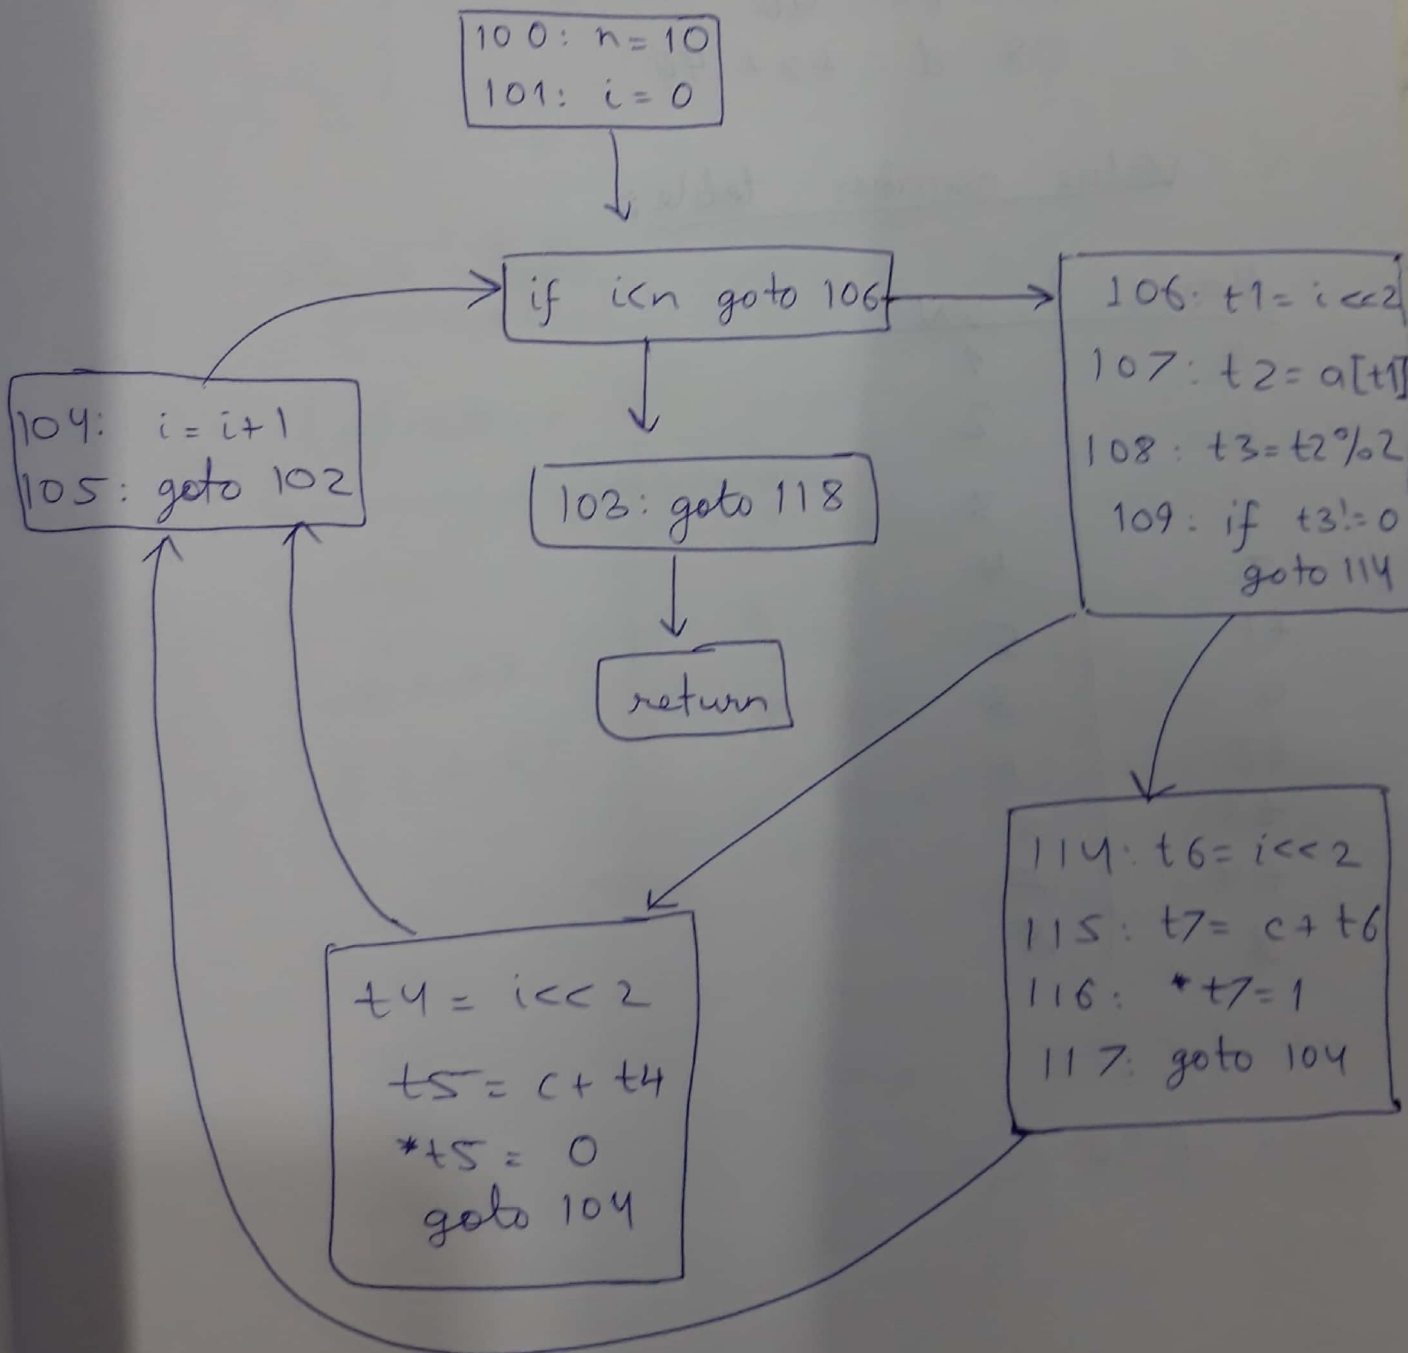 100: n=10
101: i=0
if i<n goto 106
106: t1=i<<2
107: t2=a[t1]
108: t3=t2%2
109: if t3!=0
goto 114
104: i=i+1
105: goto 102
103: goto 118
return
114: t6=i<<2
115: t7=c+t6
116: *t7=1
117: goto 104
t4=i<<2
t5=c+t4
*t5=0
goto 104